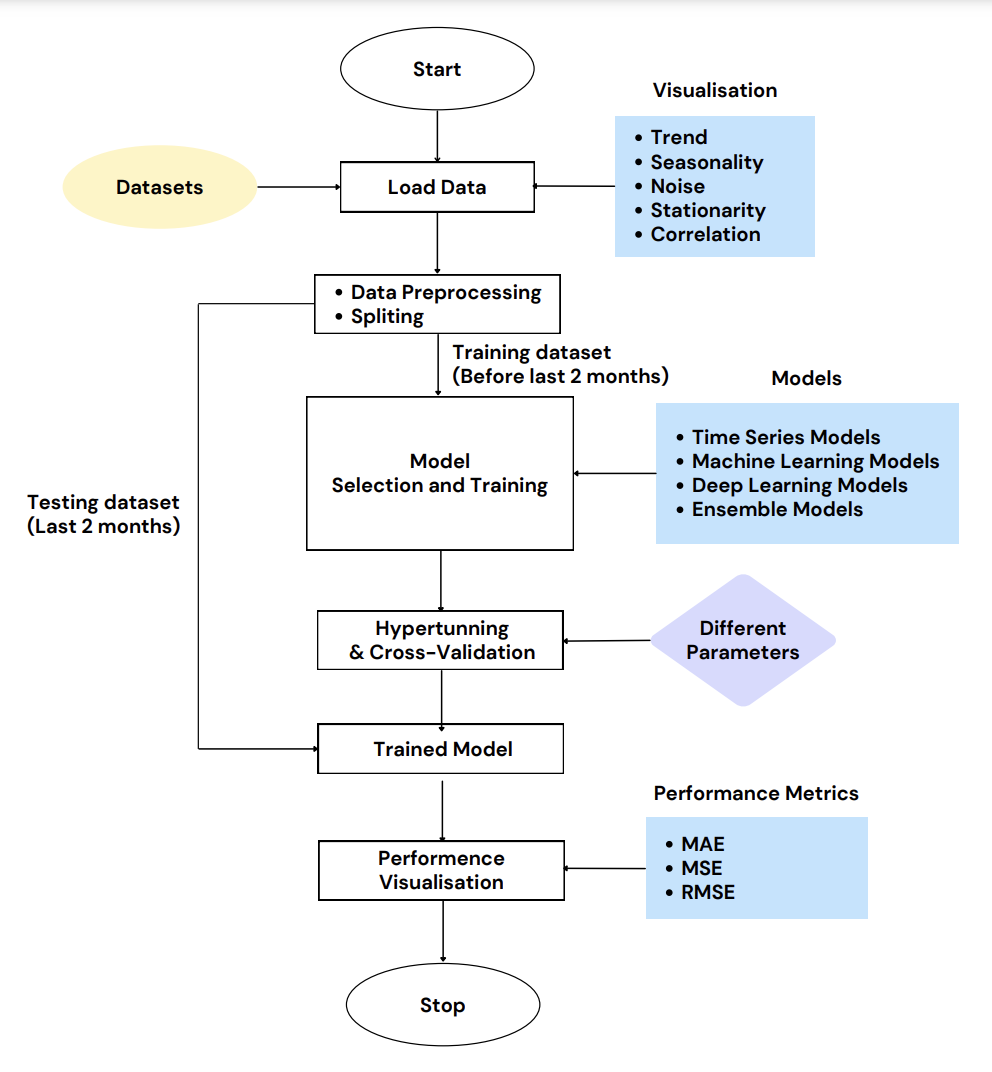 Start
Visualisation
• Trend
• Seasonality
• Noise
• Stationarity
• Correlation
Datasets
Load Data
• Data Preprocessing
• Spliting
Training dataset
(Before last 2 months)
Models
• Time Series Models
• Machine Learning Models
• Deep Learning Models
• Ensemble Models
Model
Selection and Training
Testing dataset
(Last 2 months)
Hypertunning
& Cross-Validation
Different
Parameters
Trained Model
Performance Metrics
• MAE
• MSE
• RMSE
Performence
Visualisation
Stop